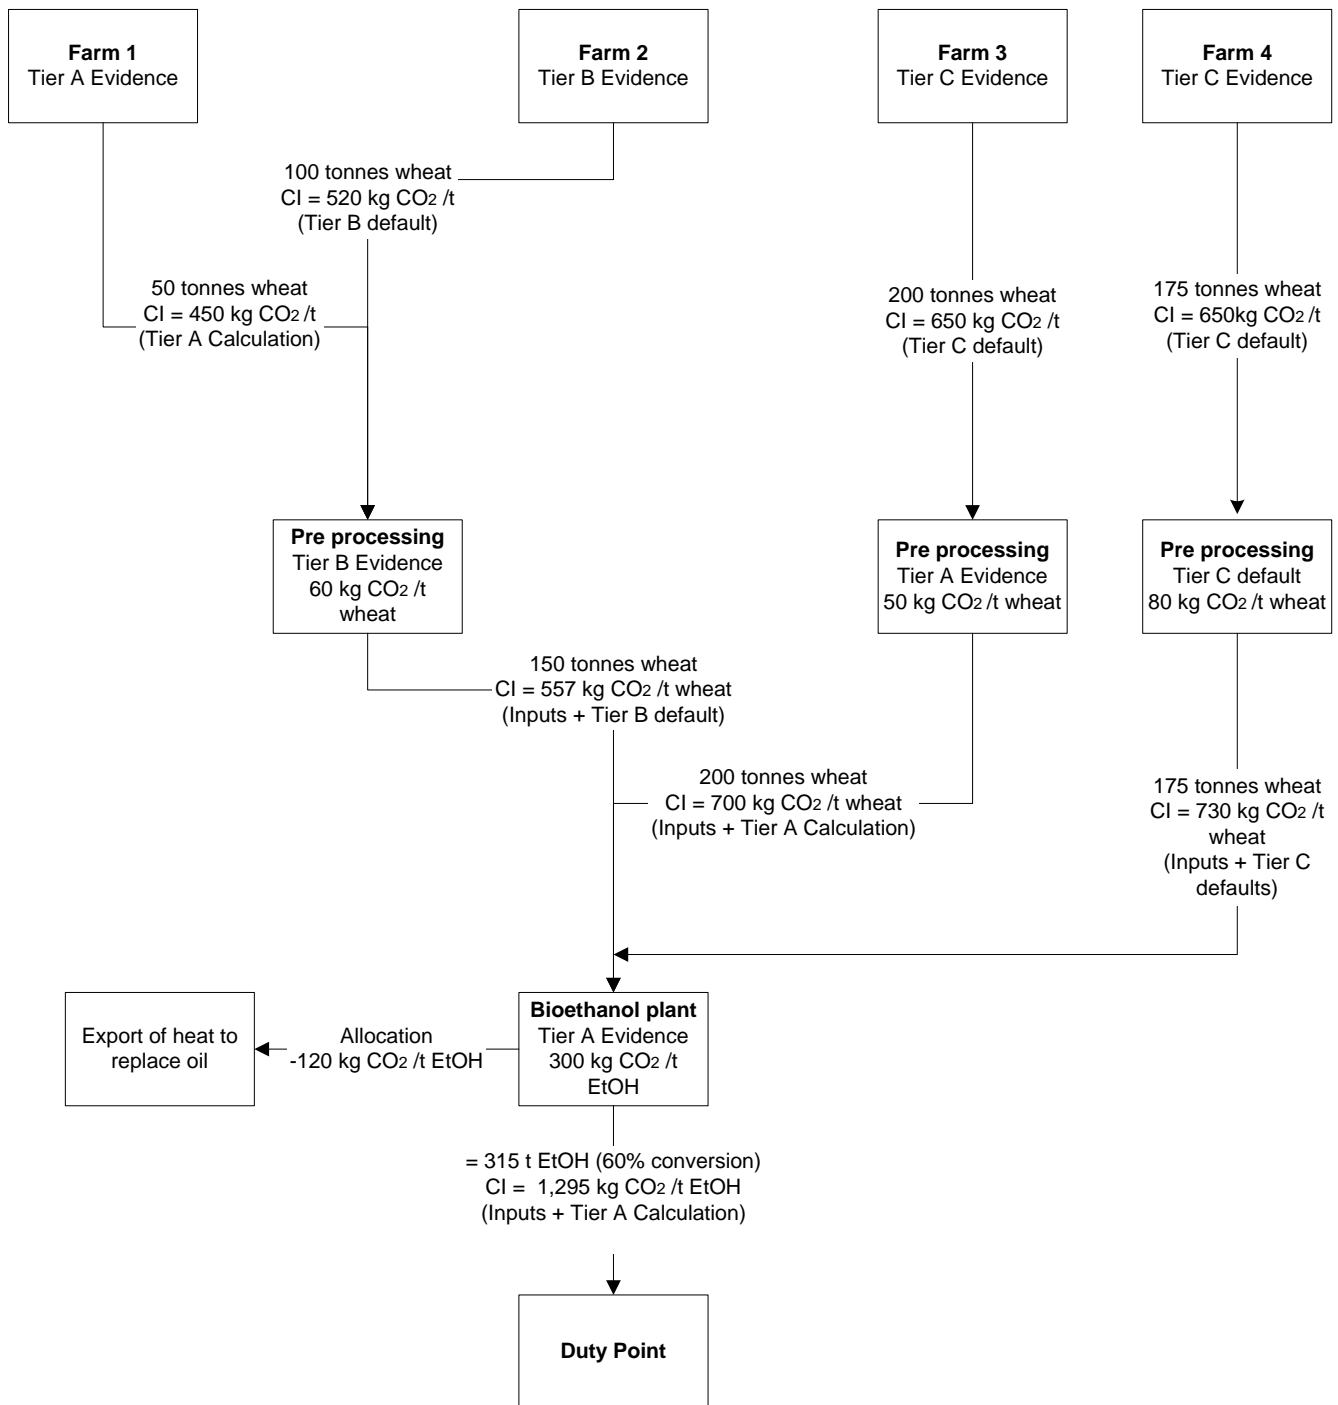 Farm 1
Tier A Evidence
Farm 2
Tier B Evidence
Farm 3
Tier C Evidence
Farm 4
Tier C Evidence
100 tonnes wheat
CI = 520 kg CO2 /t
(Tier B default)
50 tonnes wheat
CI = 450 kg CO2 /t
(Tier A Calculation)
200 tonnes wheat
CI = 650 kg CO2 /t
(Tier C default)
175 tonnes wheat
CI = 650kg CO2 /t
(Tier C default)
Pre processing
Tier B Evidence
60 kg CO2 /t
wheat
Pre processing
Tier A Evidence
50 kg CO2 /t wheat
Pre processing
Tier C default
80 kg CO2 /t wheat
150 tonnes wheat
CI = 557 kg CO2 /t wheat
(Inputs + Tier B default)
200 tonnes wheat
CI = 700 kg CO2 /t wheat
(Inputs + Tier A Calculation)
175 tonnes wheat
CI = 730 kg CO2 /t
wheat
(Inputs + Tier C
defaults)
Export of heat to
replace oil
Allocation
-120 kg CO2 /t EtOH
Bioethanol plant
Tier A Evidence
300 kg CO2 /t
EtOH
= 315 t EtOH (60% conversion)
CI =  1,295 kg CO2 /t EtOH
(Inputs + Tier A Calculation)
Duty Point